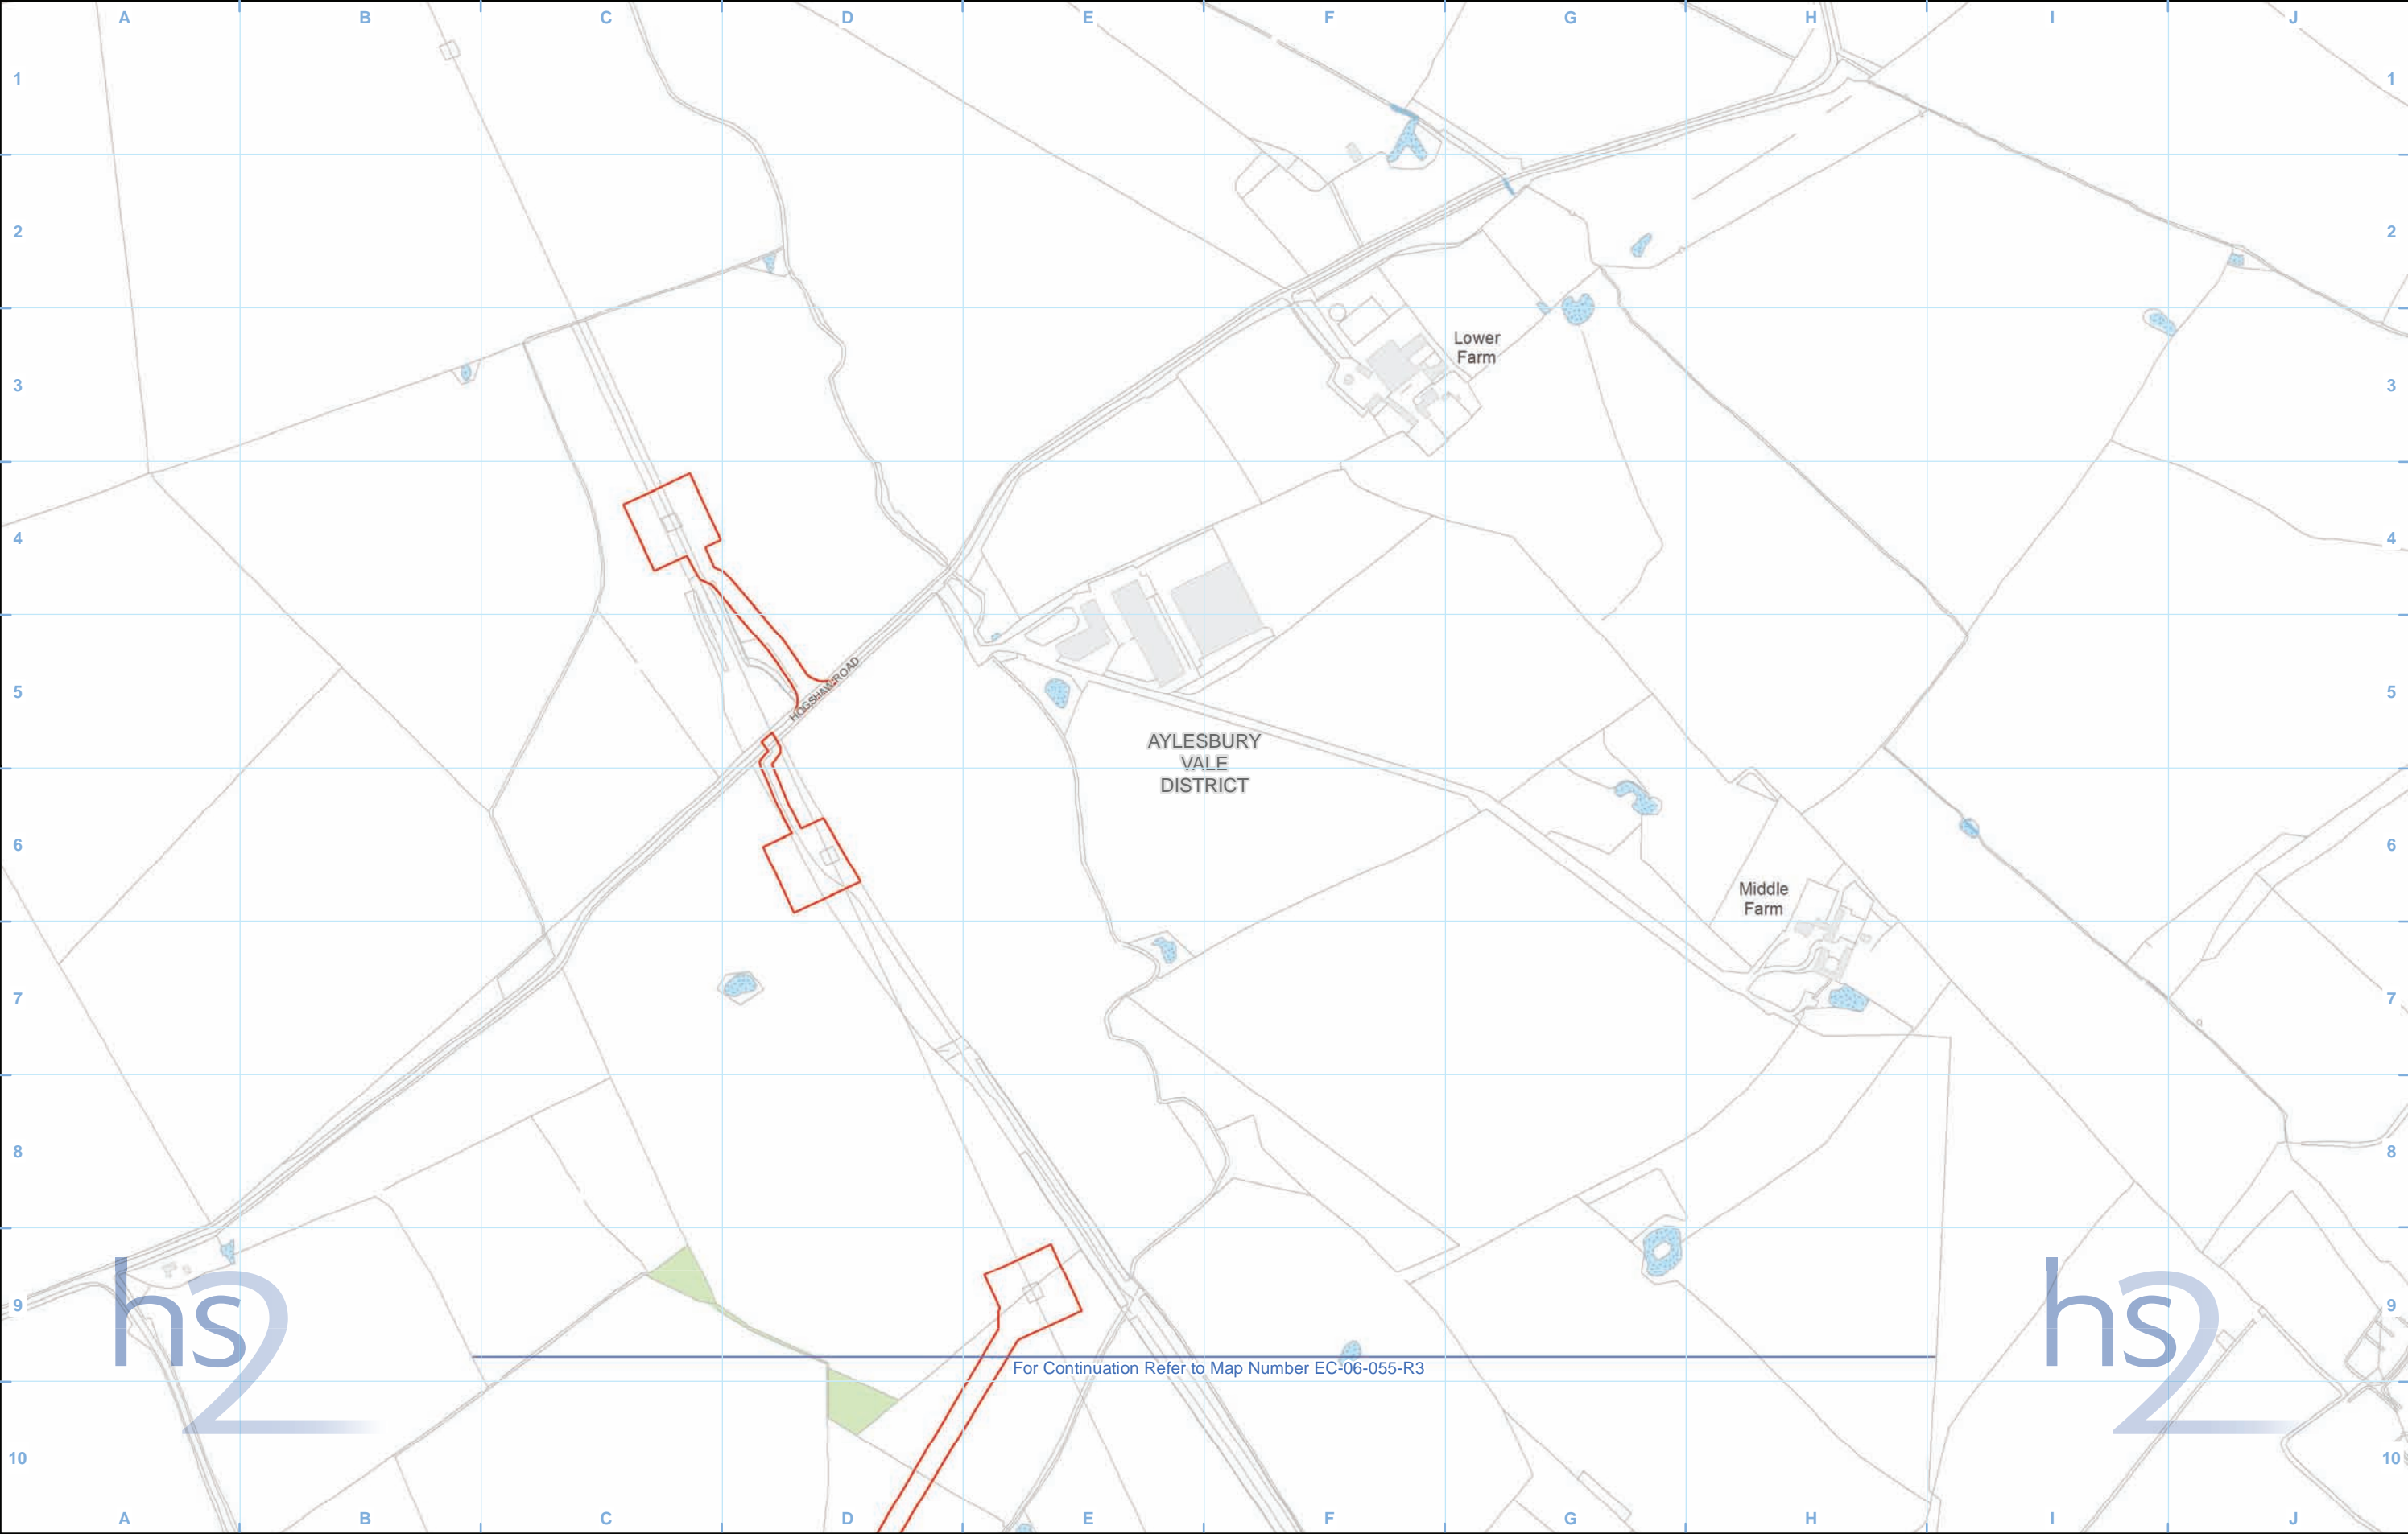 A B C D E F G H I J
1 1
2 2
Lower
Farm
3 3
4 4
HOGSHAW ROAD
5 5
AYLESBURY
VALE
DISTRICT
6 6
Middle
Farm
7 7
8 8
9 9
hs2 hs2
For Continuation Refer to Map Number EC-06-055-R3
10 10
A B C D E F G H I J